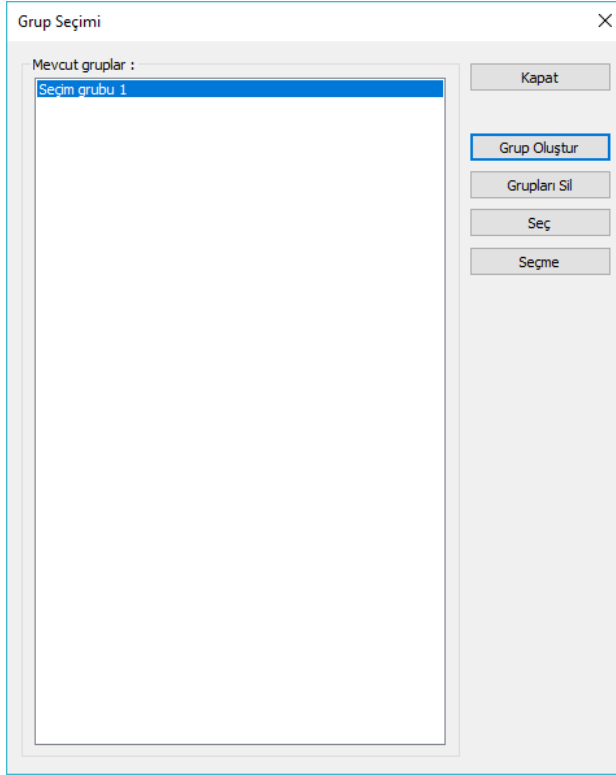 Grup Seçimi
Mevcut gruplar :
Seçim grubu 1
Kapat
Grup Oluştur
Grupları Sil
Seç
Seçme